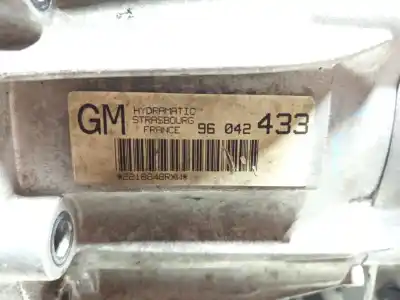 GM
HYDRAMATIC
STRASBOURG
FRANCE
96 042 433